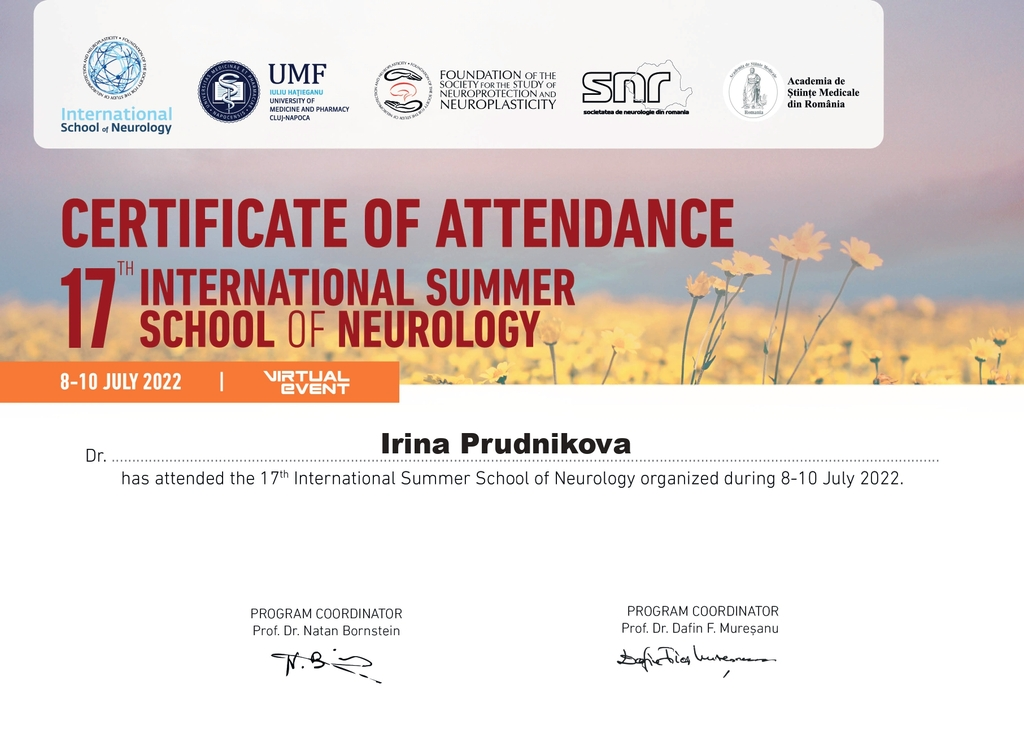 International
School of Neurology
UMF
IULIU HAȚIEGANU
UNIVERSITY OF
MEDICINE AND PHARMACY
CLUJ-NAPOCA
FOUNDATION OF THE
SOCIETY FOR THE STUDY OF
NEUROPROTECTION AND
NEUROPLASTICITY
snr
societatea de neurologie din romania
Academia de
Științe Medicale
din România
CERTIFICATE OF ATTENDANCE
17TH INTERNATIONAL SUMMER
SCHOOL OF NEUROLOGY
8-10 JULY 2022 | VIRTUAL EVENT
Dr. Irina Prudnikova
has attended the 17th International Summer School of Neurology organized during 8-10 July 2022.
PROGRAM COORDINATOR
Prof. Dr. Natan Bornstein
PROGRAM COORDINATOR
Prof. Dr. Dafin F. Mureșanu